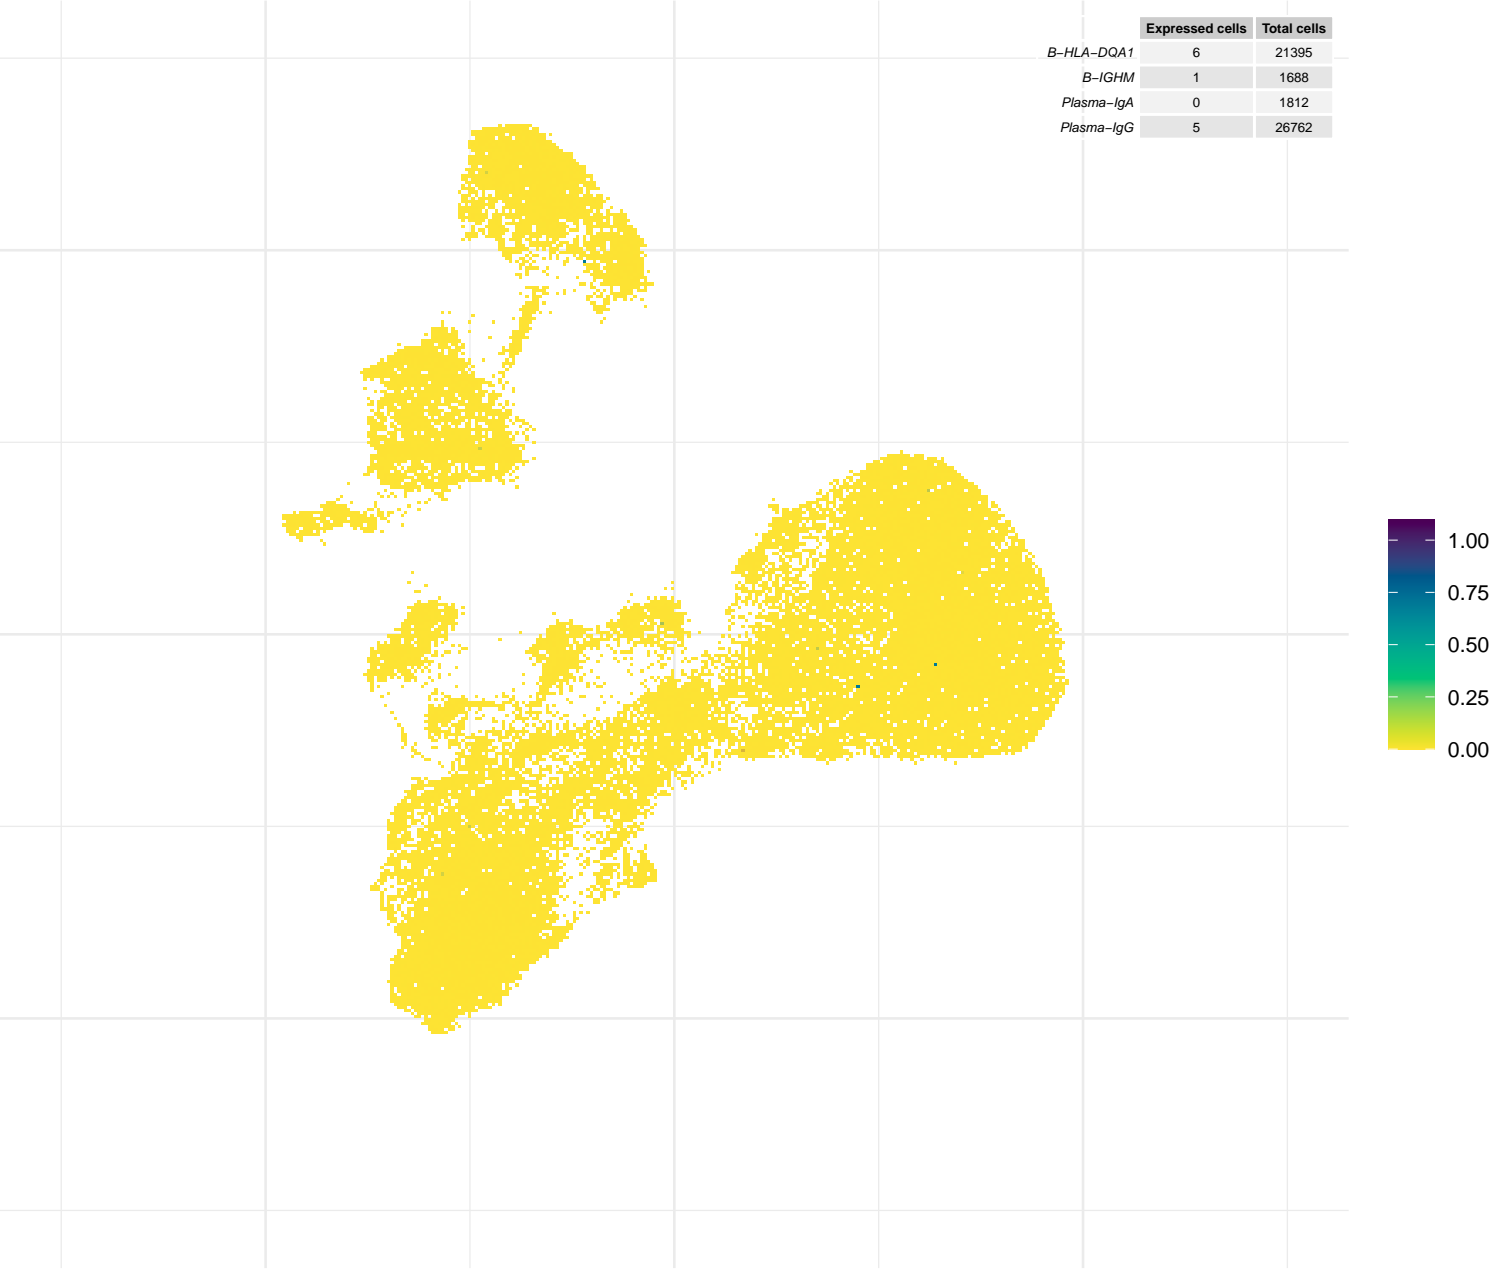 Expressed cells Total cells
B−HLA−DQA1 6 21395
B−IGHM 1 1688
Plasma−IgA 0 1812
Plasma−IgG 5 26762
1.00
0.75
0.50
0.25
0.00